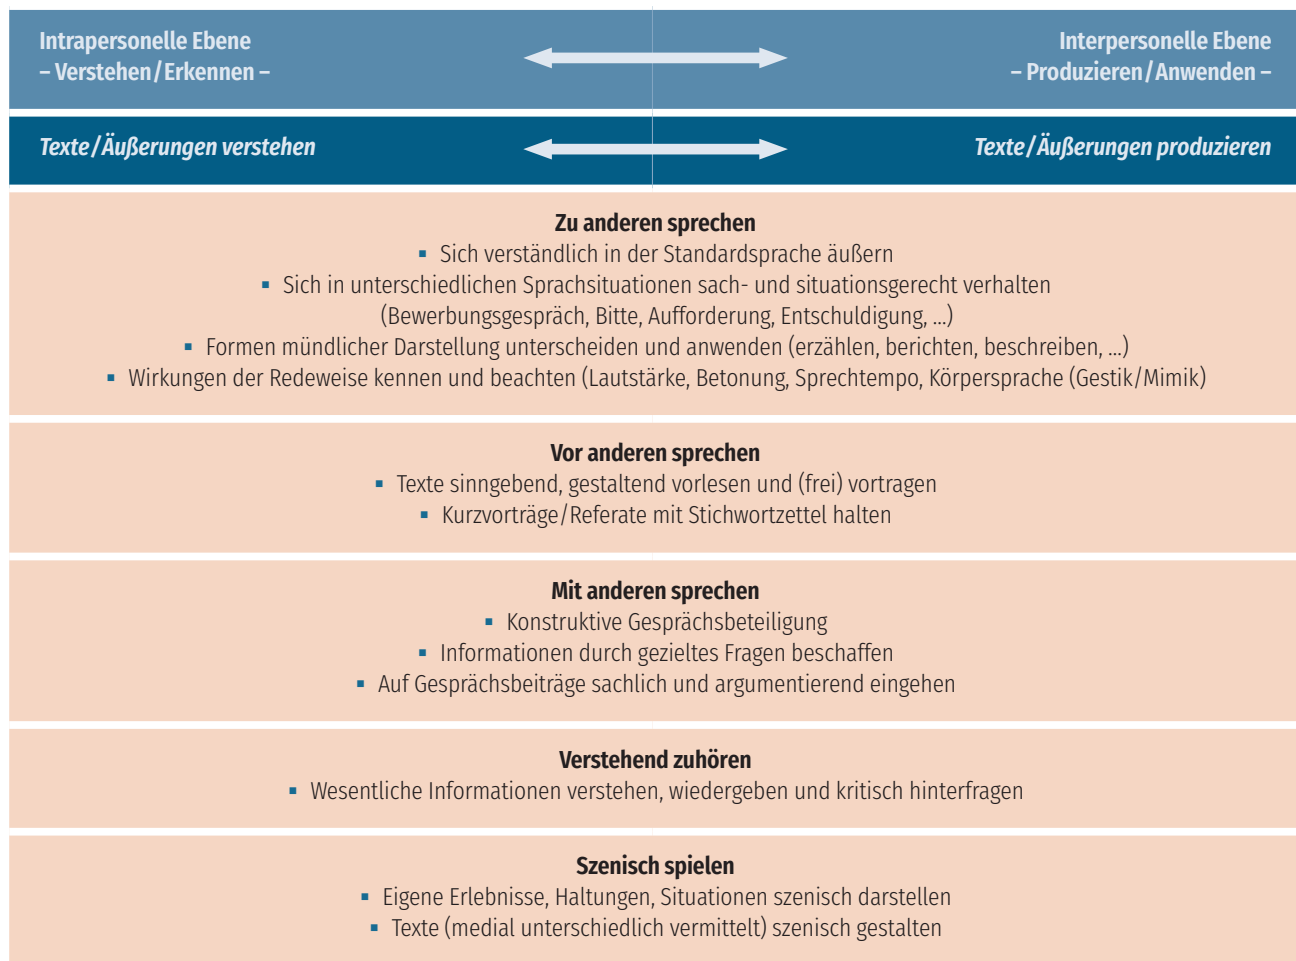 Intrapersonelle Ebene
– Verstehen/Erkennen –
Interpersonelle Ebene
– Produzieren/Anwenden –
Texte/Äußerungen verstehen
Texte/Äußerungen produzieren
Zu anderen sprechen
▪ Sich verständlich in der Standardsprache äußern
▪ Sich in unterschiedlichen Sprachsituationen sach- und situationsgerecht verhalten
(Bewerbungsgespräch, Bitte, Aufforderung, Entschuldigung, ...)
▪ Formen mündlicher Darstellung unterscheiden und anwenden (erzählen, berichten, beschreiben, ...)
▪ Wirkungen der Redeweise kennen und beachten (Lautstärke, Betonung, Sprechtempo, Körpersprache (Gestik/Mimik)
Vor anderen sprechen
▪ Texte sinngebend, gestaltend vorlesen und (frei) vortragen
▪ Kurzvorträge/Referate mit Stichwortzettel halten
Mit anderen sprechen
▪ Konstruktive Gesprächsbeteiligung
▪ Informationen durch gezieltes Fragen beschaffen
▪ Auf Gesprächsbeiträge sachlich und argumentierend eingehen
Verstehend zuhören
▪ Wesentliche Informationen verstehen, wiedergeben und kritisch hinterfragen
Szenisch spielen
▪ Eigene Erlebnisse, Haltungen, Situationen szenisch darstellen
▪ Texte (medial unterschiedlich vermittelt) szenisch gestalten